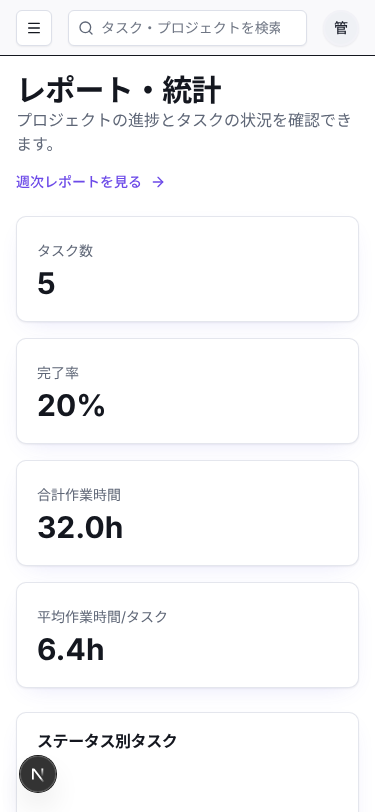 タスク・プロジェクトを検索
管
レポート・統計
プロジェクトの進捗とタスクの状況を確認でき
ます。
週次レポートを見る →
タスク数
5
完了率
20%
合計作業時間
32.0h
平均作業時間/タスク
6.4h
ステータス別タスク
N